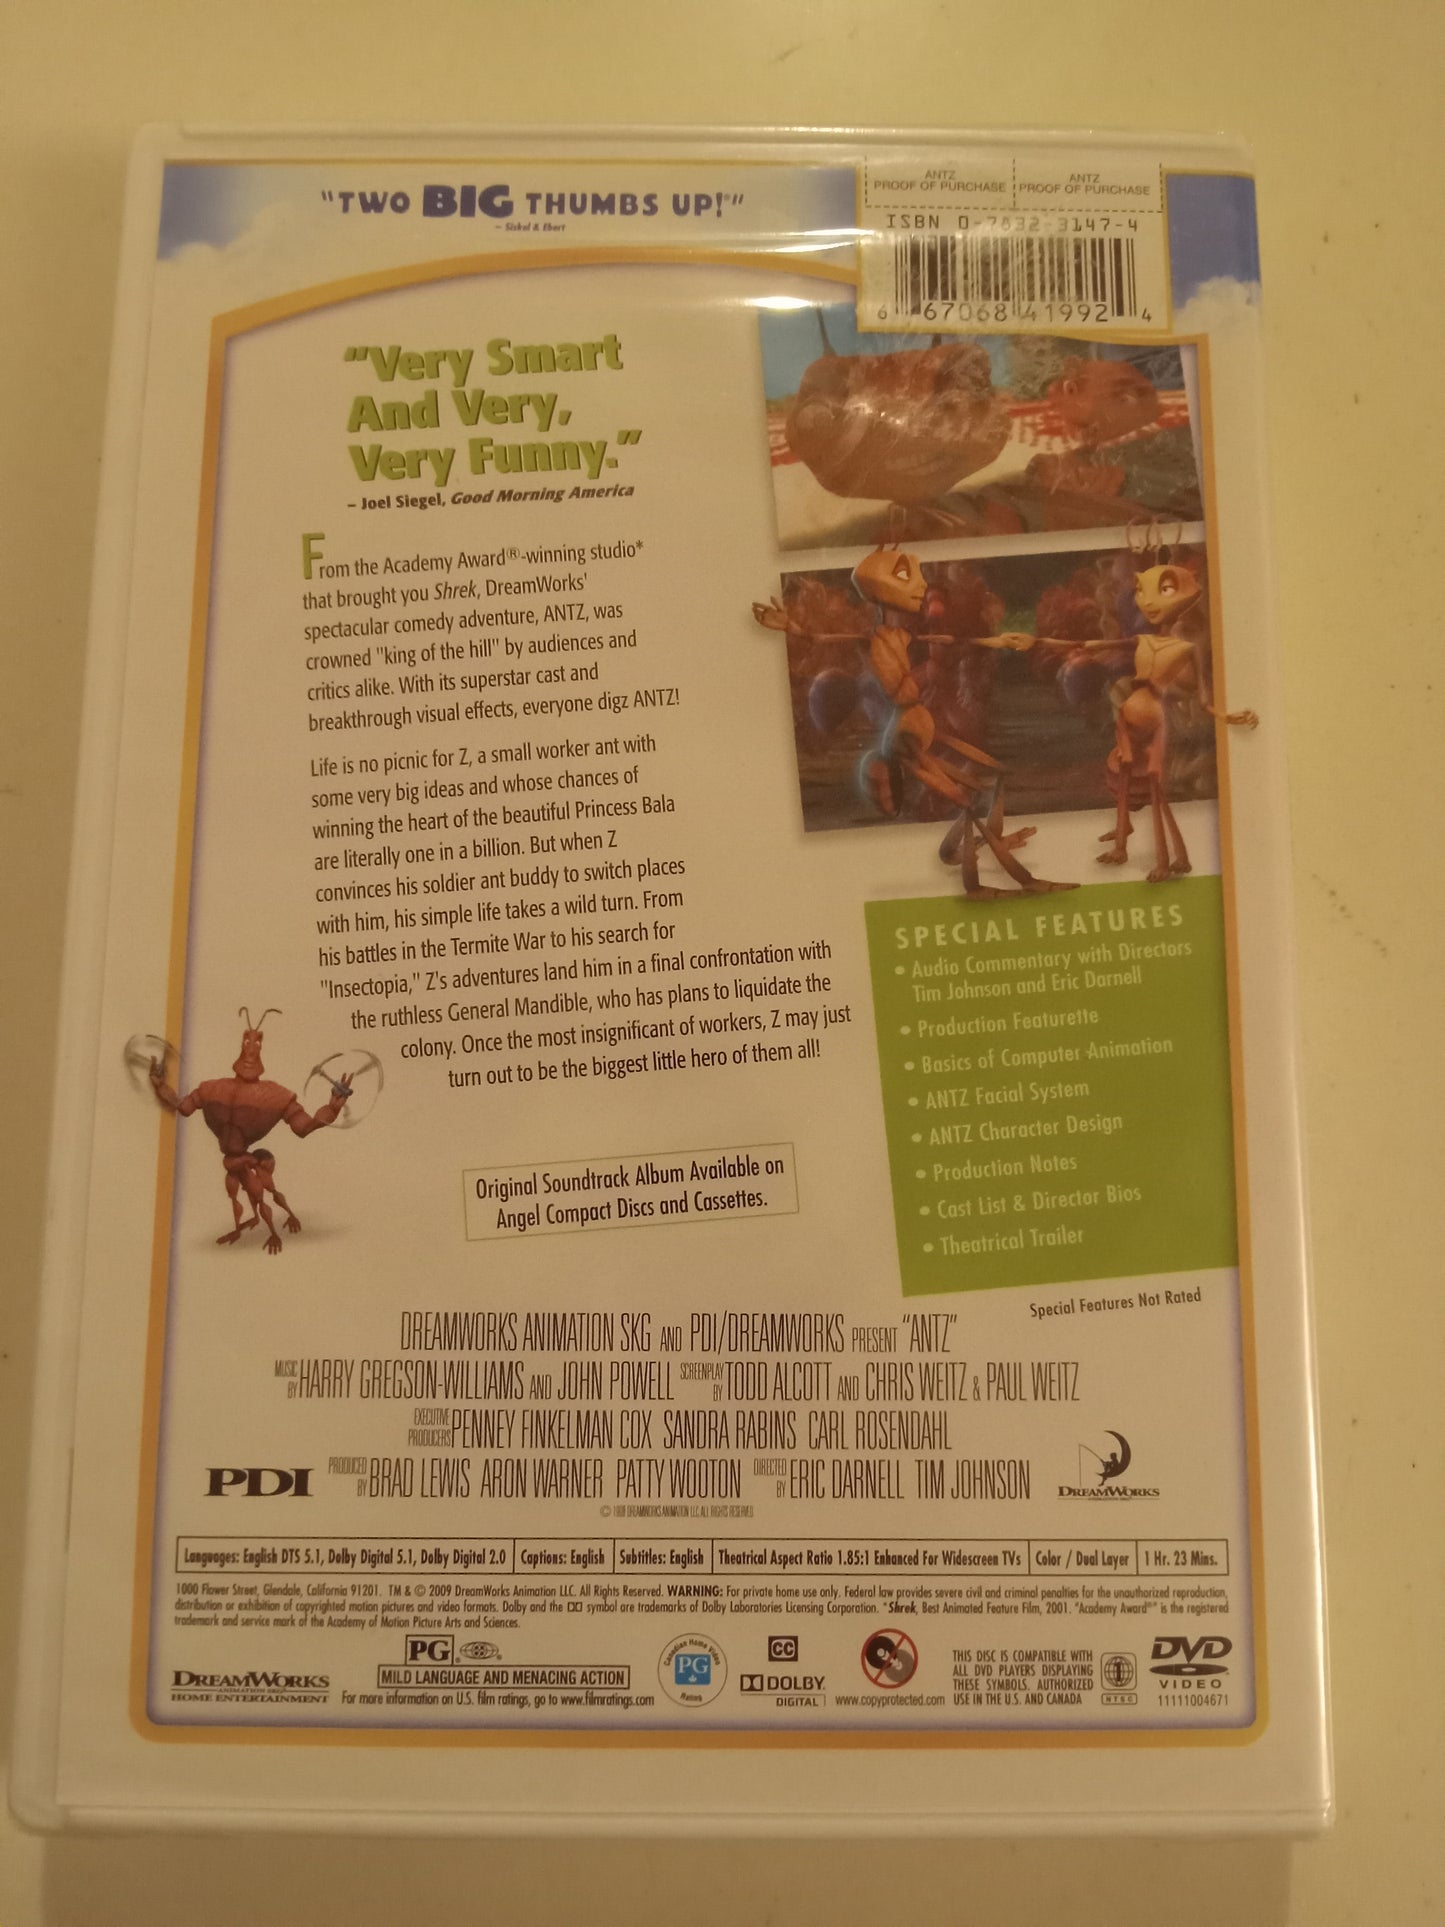 "TWO BIG THUMBS UP!"
– Siskel & Ebert
ANTZ
PROOF OF PURCHASE
ANTZ
PROOF OF PURCHASE
ISBN 0-7832-3147-4
6 67068 41992 4
"Very Smart
And Very,
Very Funny."
– Joel Siegel, Good Morning America
From the Academy Award®-winning studio*
that brought you Shrek, DreamWorks'
spectacular comedy adventure, ANTZ, was
crowned "king of the hill" by audiences and
critics alike. With its superstar cast and
breakthrough visual effects, everyone digz ANTZ!
Life is no picnic for Z, a small worker ant with
some very big ideas and whose chances of
winning the heart of the beautiful Princess Bala
are literally one in a billion. But when Z
convinces his soldier ant buddy to switch places
with him, his simple life takes a wild turn. From
his battles in the Termite War to his search for
"Insectopia," Z's adventures land him in a final confrontation with
the ruthless General Mandible, who has plans to liquidate the
colony. Once the most insignificant of workers, Z may just
turn out to be the biggest little hero of them all!
Original Soundtrack Album Available on
Angel Compact Discs and Cassettes.
SPECIAL FEATURES
• Audio Commentary with Directors
Tim Johnson and Eric Darnell
• Production Featurette
• Basics of Computer Animation
• ANTZ Facial System
• ANTZ Character Design
• Production Notes
• Cast List & Director Bios
• Theatrical Trailer
Special Features Not Rated
DREAMWORKS ANIMATION SKG AND PDI/DREAMWORKS PRESENT "ANTZ"
MUSIC BY HARRY GREGSON-WILLIAMS AND JOHN POWELL SCREENPLAY BY TODD ALCOTT AND CHRIS WEITZ & PAUL WEITZ
EXECUTIVE PRODUCERS PENNEY FINKELMAN COX SANDRA RABINS CARL ROSENDAHL
PDI PRODUCED BY BRAD LEWIS ARON WARNER PATTY WOOTON DIRECTED BY ERIC DARNELL TIM JOHNSON
DREAMWORKS
ANIMATION SKG
© 1998 DREAMWORKS ANIMATION LLC ALL RIGHTS RESERVED
Languages: English DTS 5.1, Dolby Digital 5.1, Dolby Digital 2.0 Captions: English Subtitles: English Theatrical Aspect Ratio 1.85:1 Enhanced For Widescreen TVs Color / Dual Layer 1 Hr. 23 Mins.
1000 Flower Street, Glendale, California 91201. TM & © 2009 DreamWorks Animation LLC. All Rights Reserved. WARNING: For private home use only. Federal law provides severe civil and criminal penalties for the unauthorized reproduction,
distribution or exhibition of copyrighted motion pictures and video formats. Dolby and the symbol are trademarks of Dolby Laboratories Licensing Corporation. *Shrek, Best Animated Feature Film, 2001. "Academy Award®" is the registered
trademark and service mark of the Academy of Motion Picture Arts and Sciences.
DREAMWORKS
ANIMATION SKG
HOME ENTERTAINMENT
PG
MILD LANGUAGE AND MENACING ACTION
For more information on U.S. film ratings, go to www.filmratings.com
Canadian Home Video
PG
Ratings
CC
DOLBY
DIGITAL
www.copyprotected.com
THIS DISC IS COMPATIBLE WITH
ALL DVD PLAYERS DISPLAYING
THESE SYMBOLS. AUTHORIZED
USE IN THE U.S. AND CANADA
1
NTSC
DVD
VIDEO
11111004671